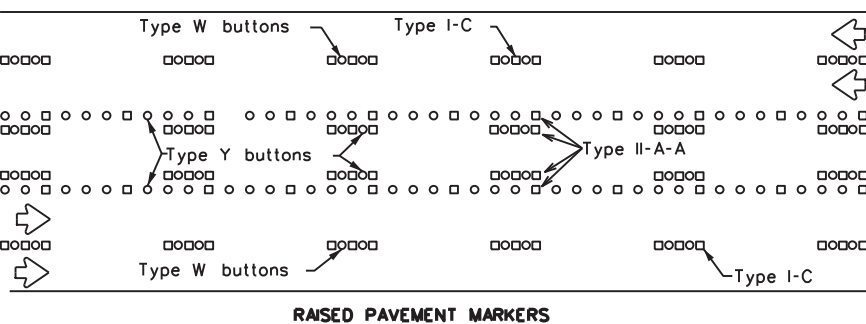 Type W buttons
Type I-C
Type Y buttons
Type II-A-A
Type W buttons
Type I-C
RAISED PAVEMENT MARKERS